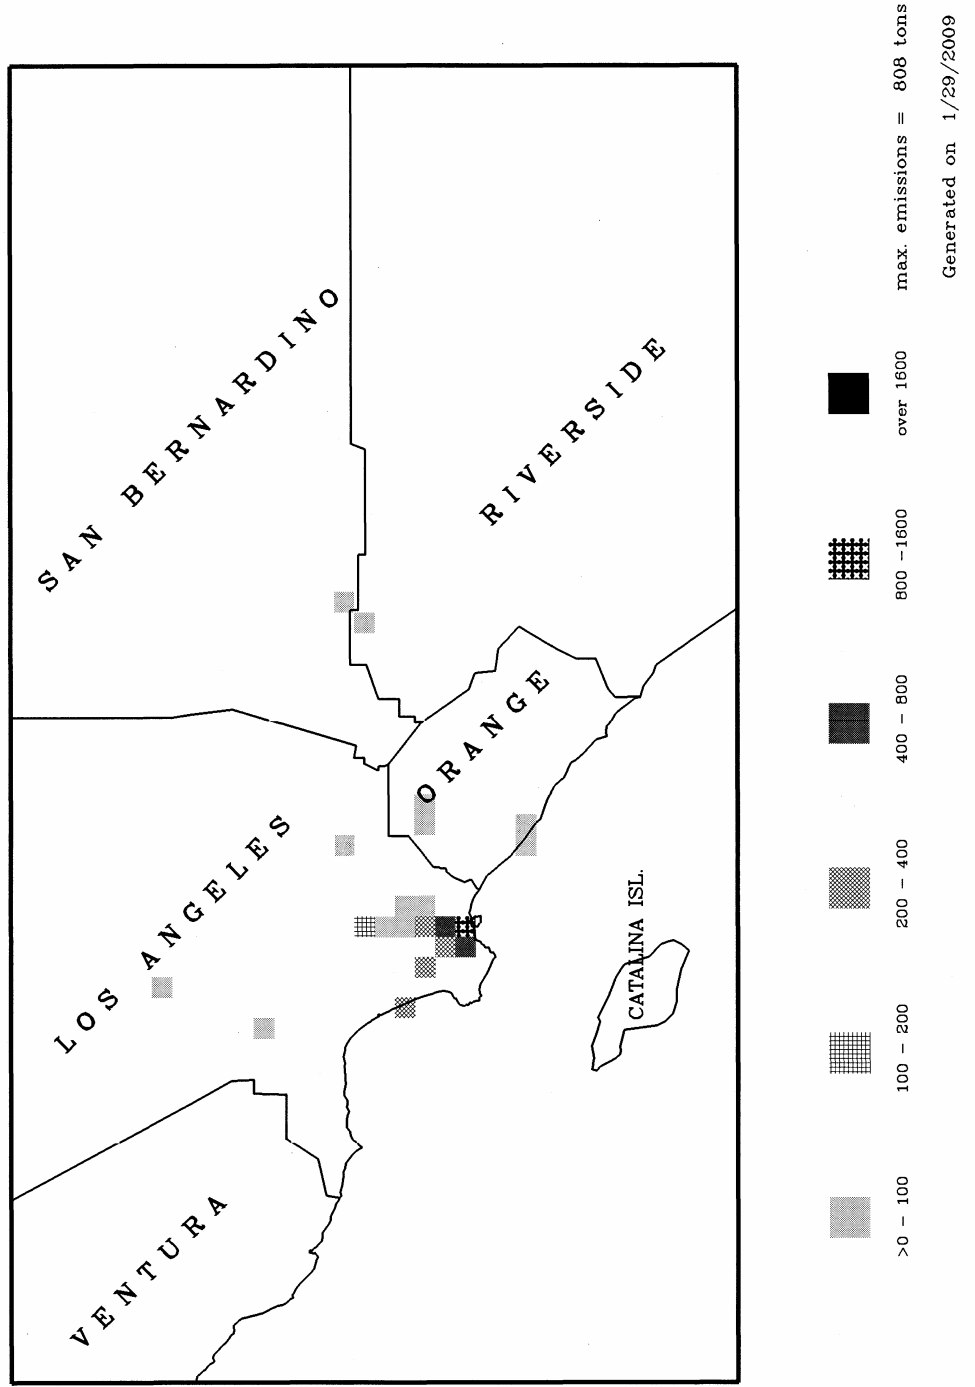 SAN BERNARDINO
RIVERSIDE
LOS ANGELES
ORANGE
VENTURA
CATALINA ISL.
>0 - 100
100 - 200
200 - 400
400 - 800
800 -1600
over 1600
max. emissions = 808 tons
Generated on 1/29/2009